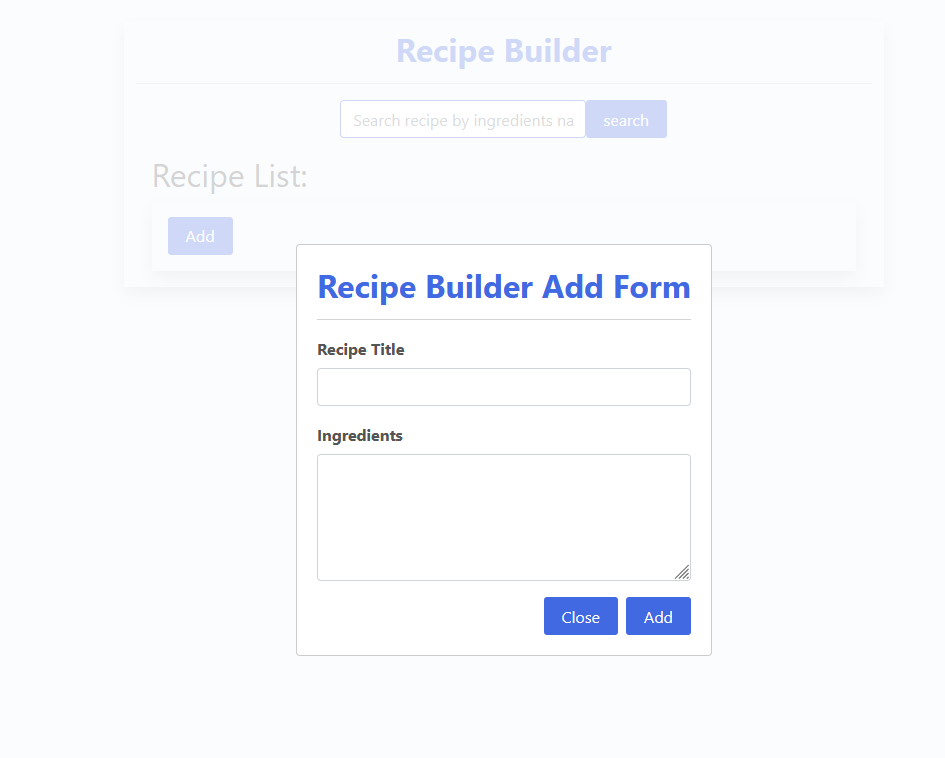 Recipe Builder
Search recipe by ingredients na
search
Recipe List:
Add
Recipe Builder Add Form
Recipe Title
Ingredients
Close
Add